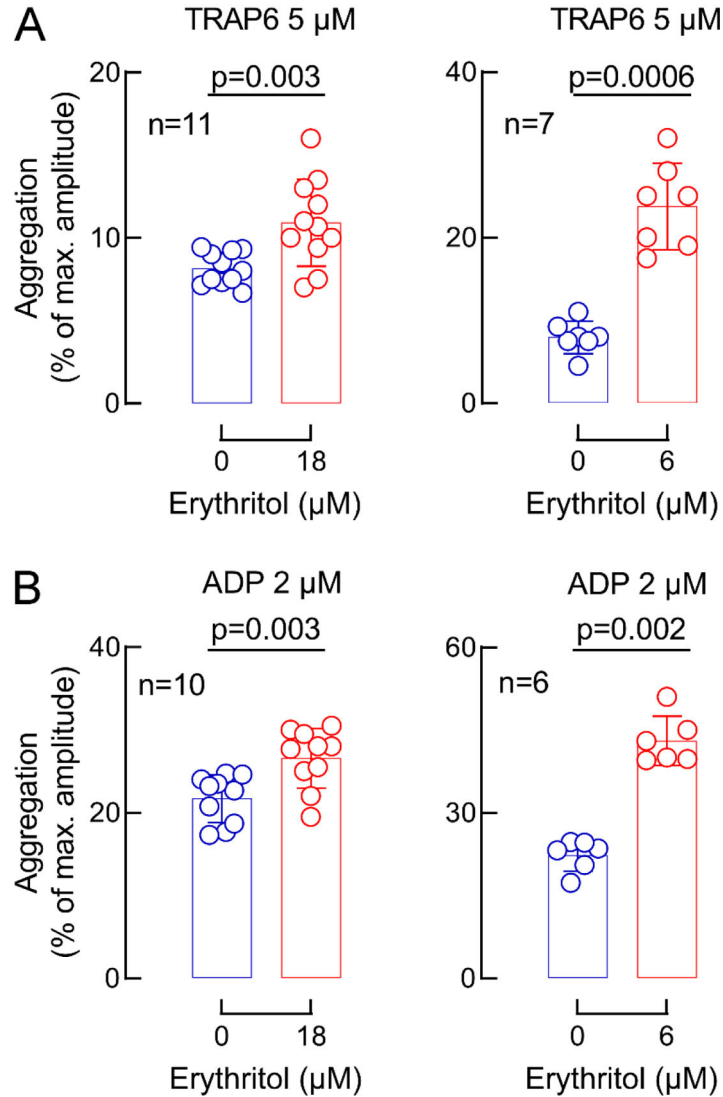 A
TRAP6 5 µM
TRAP6 5 µM
Aggregation
(% of max. amplitude)
20
10
0
p=0.003
n=11
0
18
Erythritol (µM)
40
20
0
p=0.0006
n=7
0
6
Erythritol (µM)
B
ADP 2 µM
ADP 2 µM
Aggregation
(% of max. amplitude)
40
20
0
p=0.003
n=10
0
18
Erythritol (µM)
60
30
0
p=0.002
n=6
0
6
Erythritol (µM)